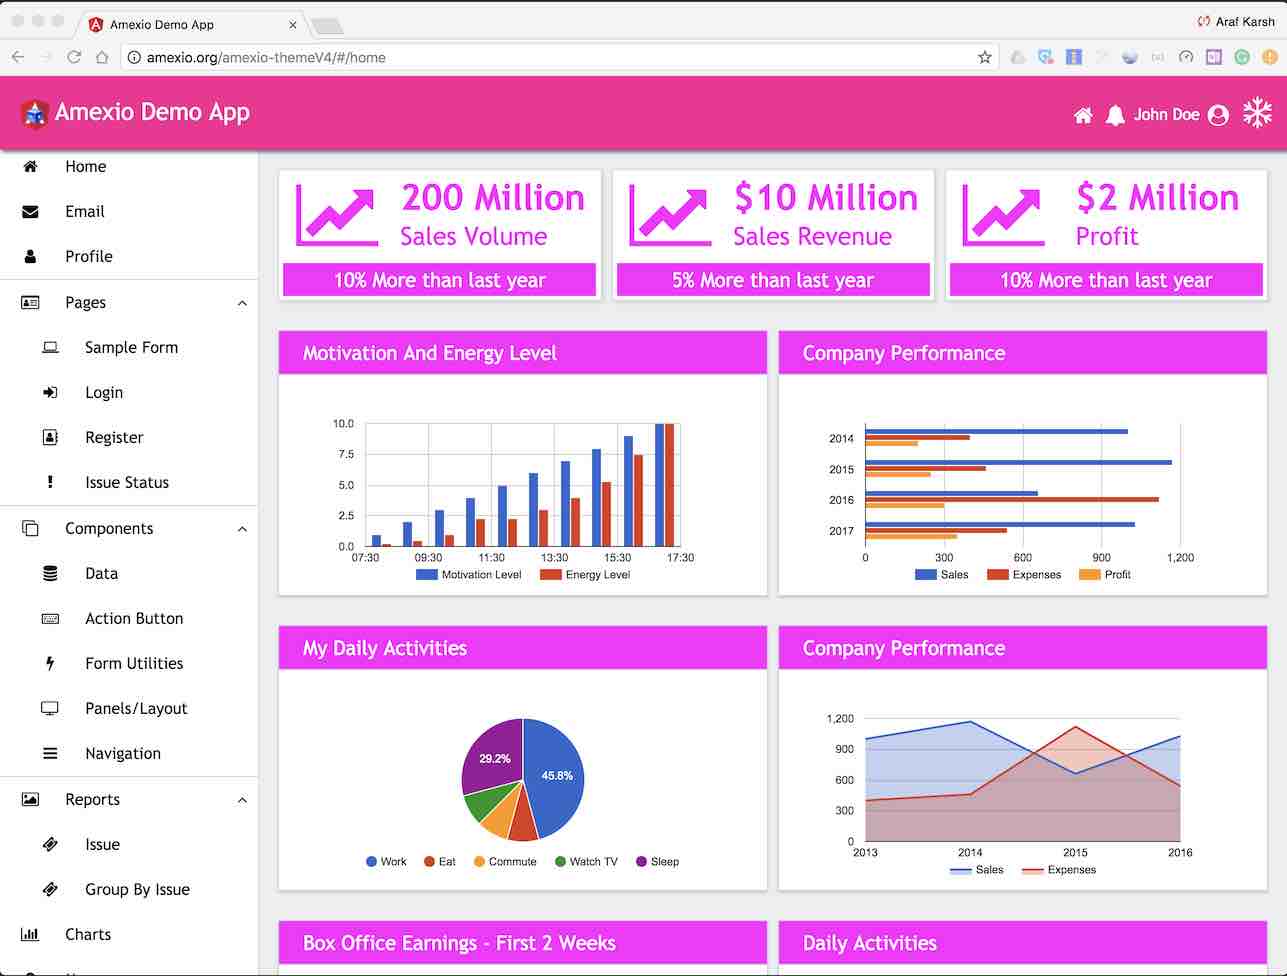 Amexio Demo App
Araf Karsh
amexio.org/amexio-themeV4/#/home
Amexio Demo App
John Doe
Home
Email
Profile
Pages
Sample Form
Login
Register
Issue Status
Components
Data
Action Button
Form Utilities
Panels/Layout
Navigation
Reports
Issue
Group By Issue
Charts
200 Million
Sales Volume
10% More than last year
$10 Million
Sales Revenue
5% More than last year
$2 Million
Profit
10% More than last year
Motivation And Energy Level
10.0
7.5
5.0
2.5
0.0
07:30 09:30 11:30 13:30 15:30 17:30
Motivation Level Energy Level
Company Performance
2014
2015
2016
2017
0 300 600 900 1,200
Sales Expenses Profit
My Daily Activities
29.2%
45.8%
Work Eat Commute Watch TV Sleep
Company Performance
1,200
900
600
300
0
2013 2014 2015 2016
Sales Expenses
Box Office Earnings - First 2 Weeks
Daily Activities